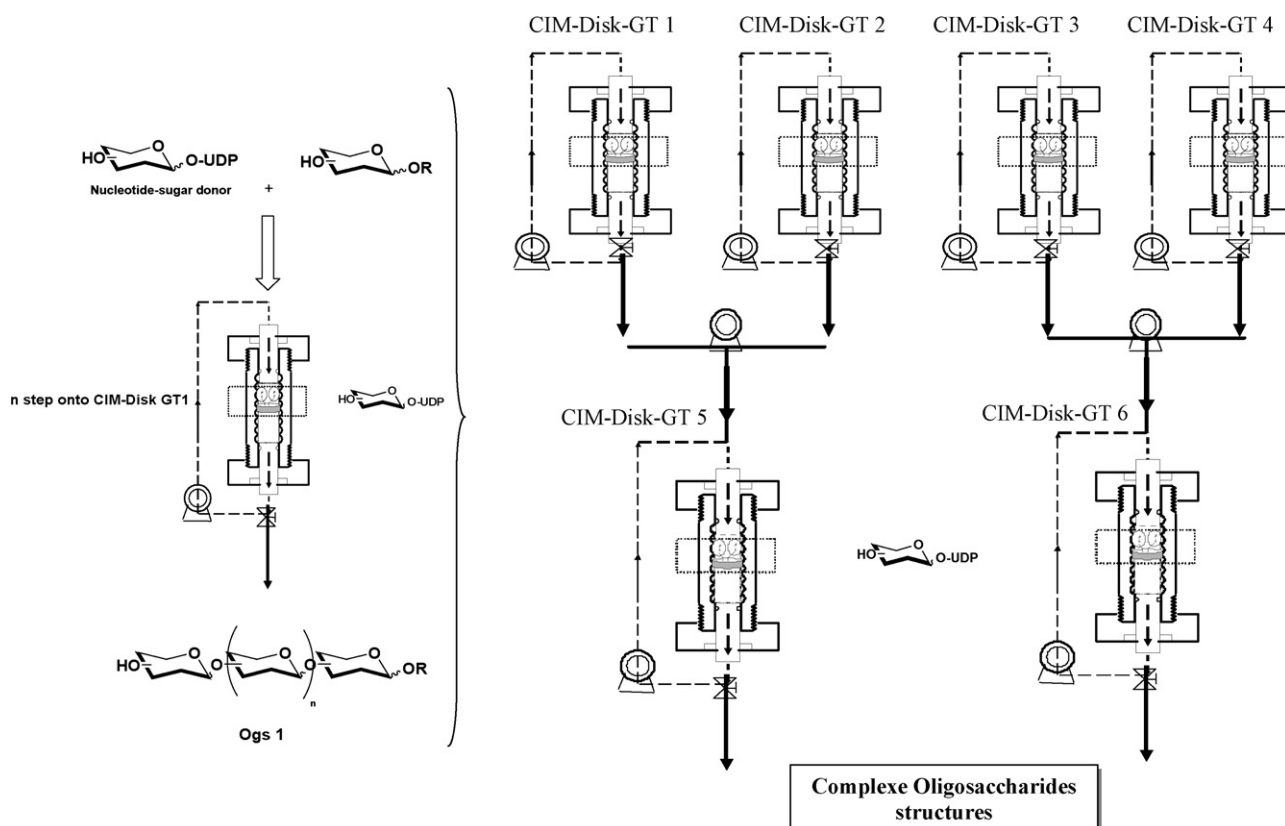 CIM-Disk-GT 1
CIM-Disk-GT 2
CIM-Disk-GT 3
CIM-Disk-GT 4
HO
O
O-UDP
Nucleotide-sugar donor
+
HO
O
OR
n step onto CIM-Disk GT1
HO
O
O-UDP
HO
O
O
O
O
O
OR
n
Ogs 1
CIM-Disk-GT 5
CIM-Disk-GT 6
HO
O
O-UDP
Complexe Oligosaccharides
structures